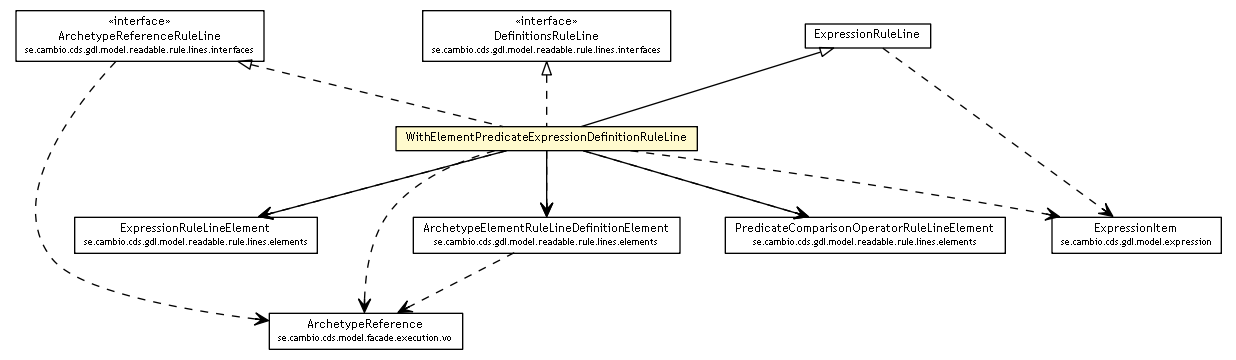 «interface»
ArchetypeReferenceRuleLine
se.cambio.cds.gdl.model.readable.rule.lines.interfaces
«interface»
DefinitionsRuleLine
se.cambio.cds.gdl.model.readable.rule.lines.interfaces
ExpressionRuleLine
WithElementPredicateExpressionDefinitionRuleLine
ExpressionRuleLineElement
se.cambio.cds.gdl.model.readable.rule.lines.elements
ArchetypeElementRuleLineDefinitionElement
se.cambio.cds.gdl.model.readable.rule.lines.elements
PredicateComparisonOperatorRuleLineElement
se.cambio.cds.gdl.model.readable.rule.lines.elements
ExpressionItem
se.cambio.cds.gdl.model.expression
ArchetypeReference
se.cambio.cds.model.facade.execution.vo